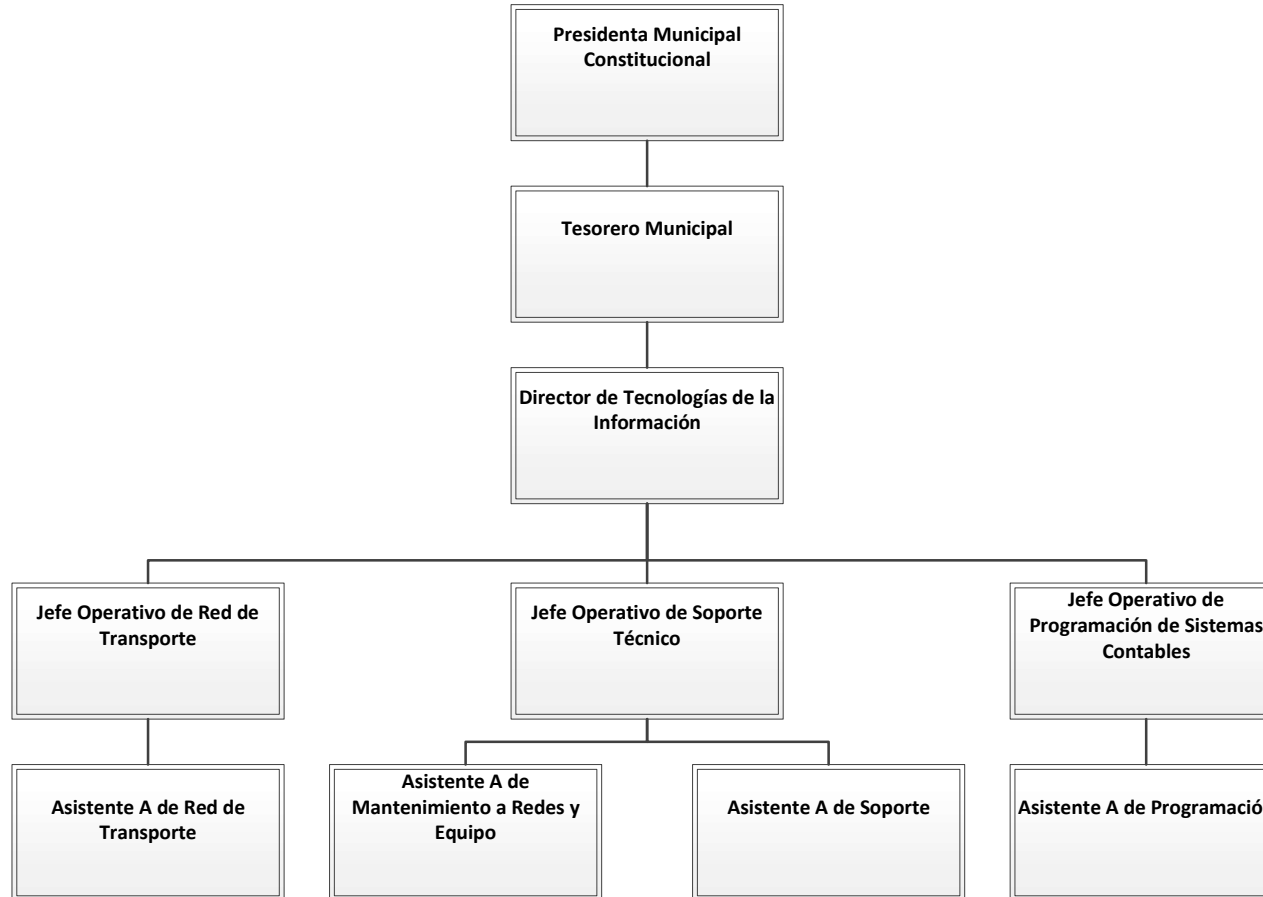 Presidenta Municipal
Constitucional
Tesorero Municipal
Director de Tecnologías de la
Información
Jefe Operativo de Red de
Transporte
Jefe Operativo de Soporte
Técnico
Jefe Operativo de
Programación de Sistemas
Contables
Asistente A de Red de
Transporte
Asistente A de
Mantenimiento a Redes y
Equipo
Asistente A de Soporte
Asistente A de Programació